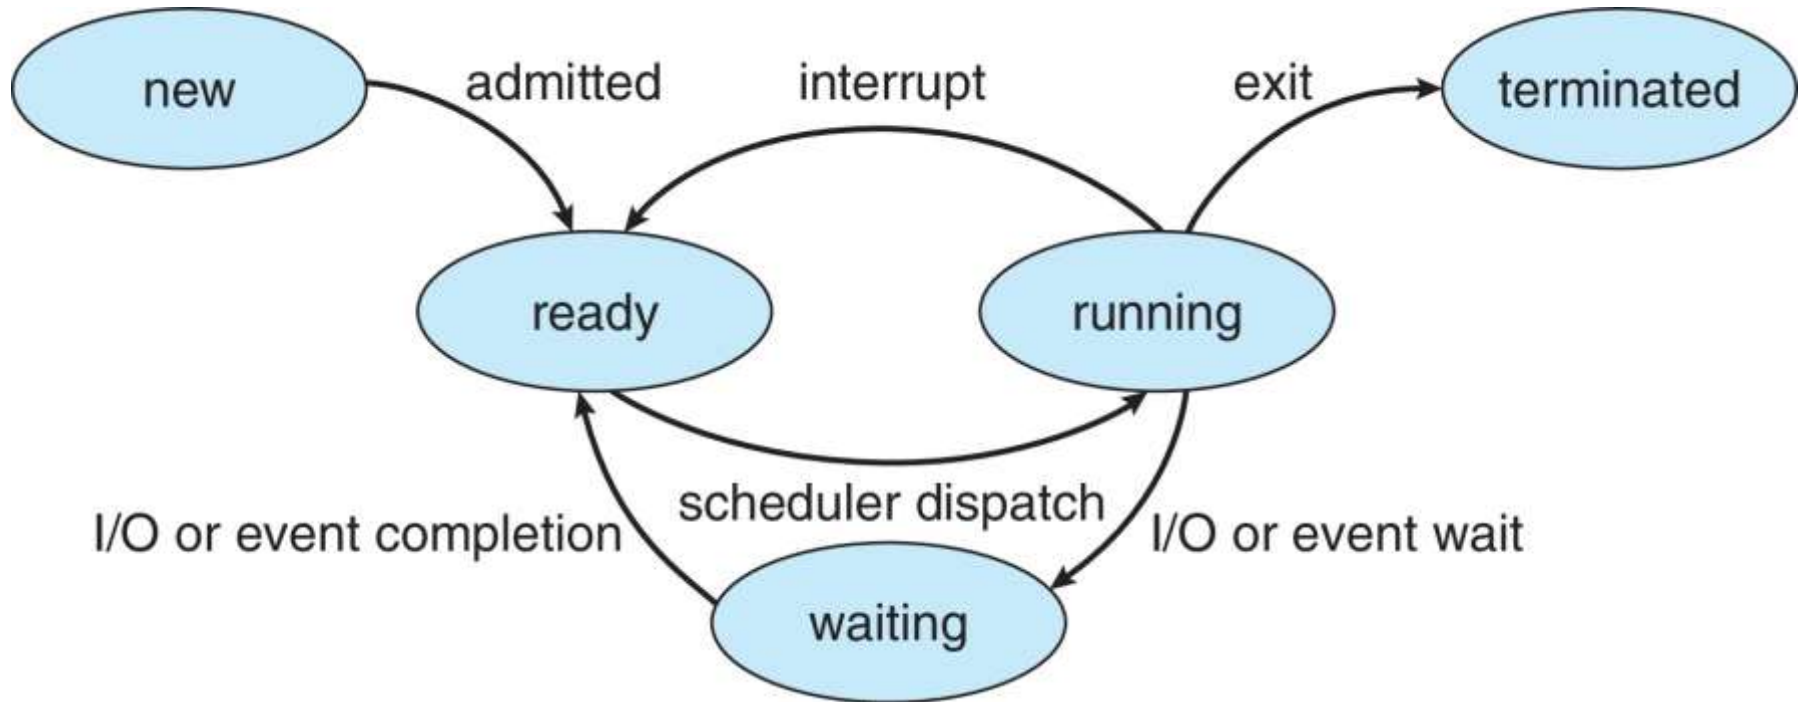 new
admitted
interrupt
exit
terminated
ready
running
scheduler dispatch
I/O or event completion
I/O or event wait
waiting